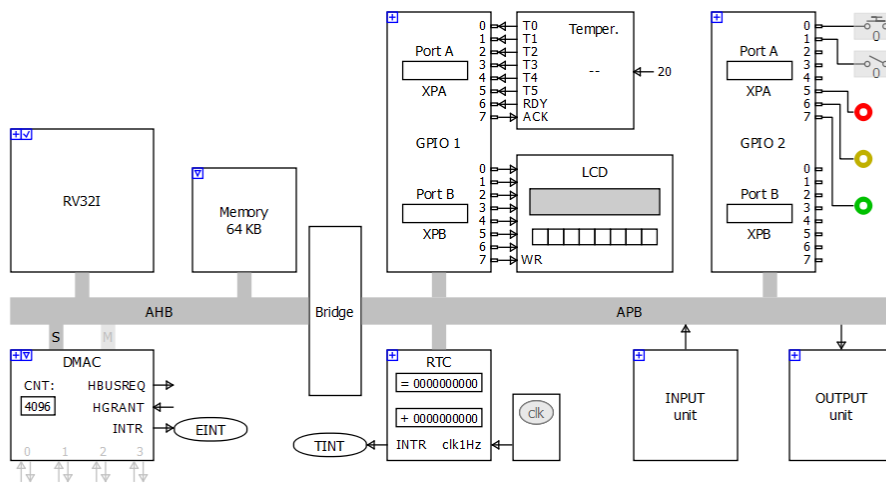 RV32I
Memory
64 KB
Bridge
0
1
2
3
4
5
6
7
Port A
XPA
GPIO 1
0
1
2
3
4
5
6
7
Port B
XPB
T0
T1
T2
T3
T4
T5
RDY
ACK
Temper.
--
20
LCD
WR
0
1
2
3
4
5
6
7
Port A
XPA
GPIO 2
0
1
2
3
4
5
6
7
Port B
XPB
0
0
AHB
APB
S
M
DMAC
CNT:
4096
HBUSREQ
HGRANT
INTR
EINT
0 1 2 3
RTC
= 0000000000
+ 0000000000
INTR clk1Hz
TINT
clk
INPUT
unit
OUTPUT
unit